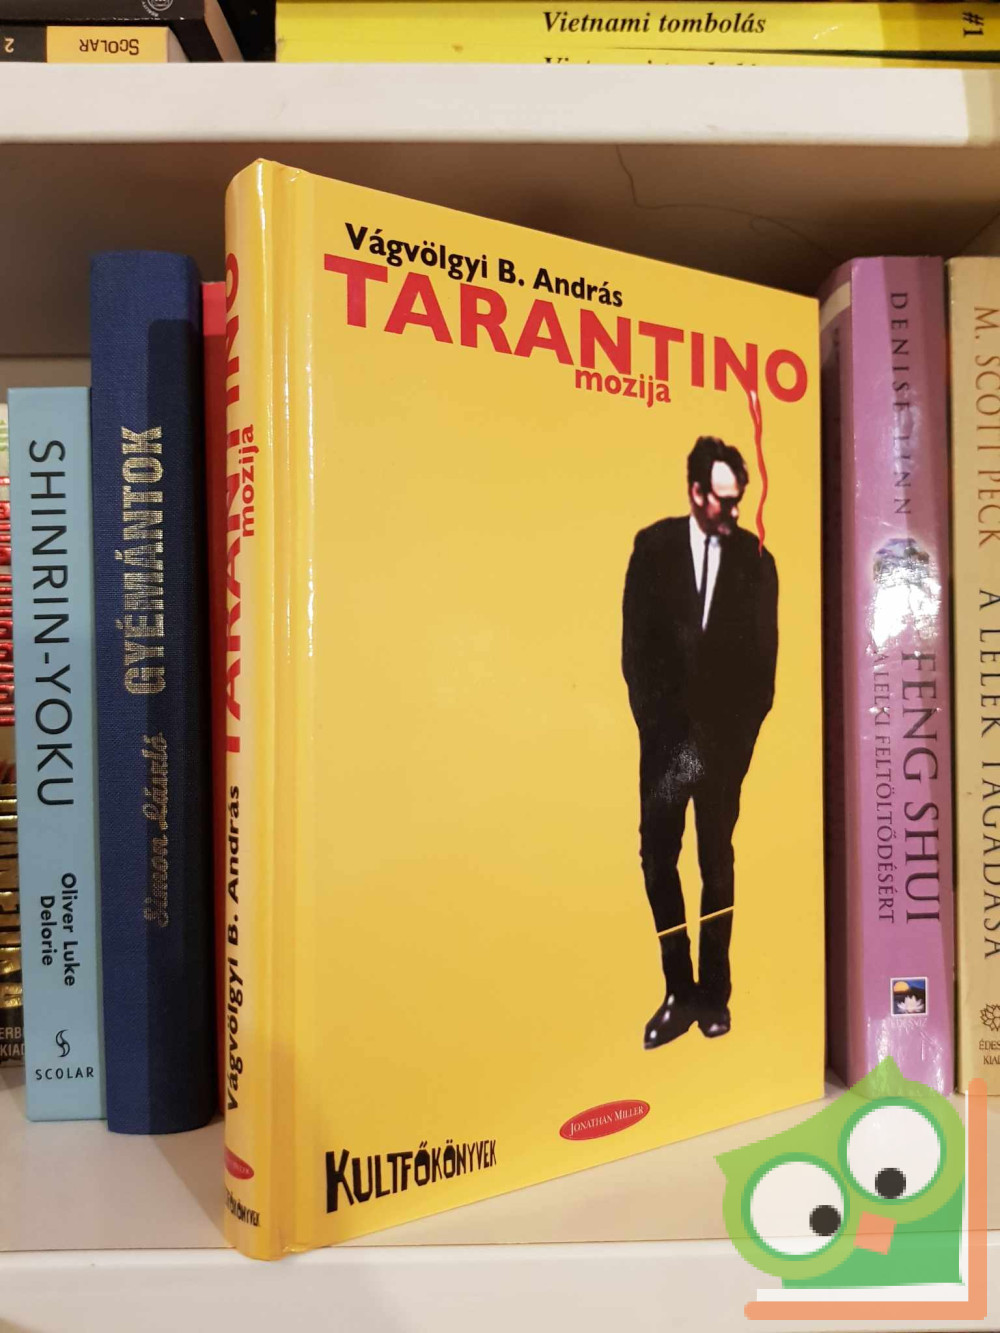 SCOLAR
2
Vietnami tombolás
#1
Vágvölgyi B. András
TARANTINO
mozija
JONATHAN MILLER
KULTFŐKÖNYVEK
Vágvölgyi B. András TARANTINO
mozija
SHINRIN-YOKU
Oliver Luke
Delorie
SCOLAR
Simon László GYÉMÁNTOK
DENISE LINN
FENG SHUI
A LELKI FELTÖLTŐDÉSÉRT
M. SCOTT PECK A LÉLEK TAGADÁSA